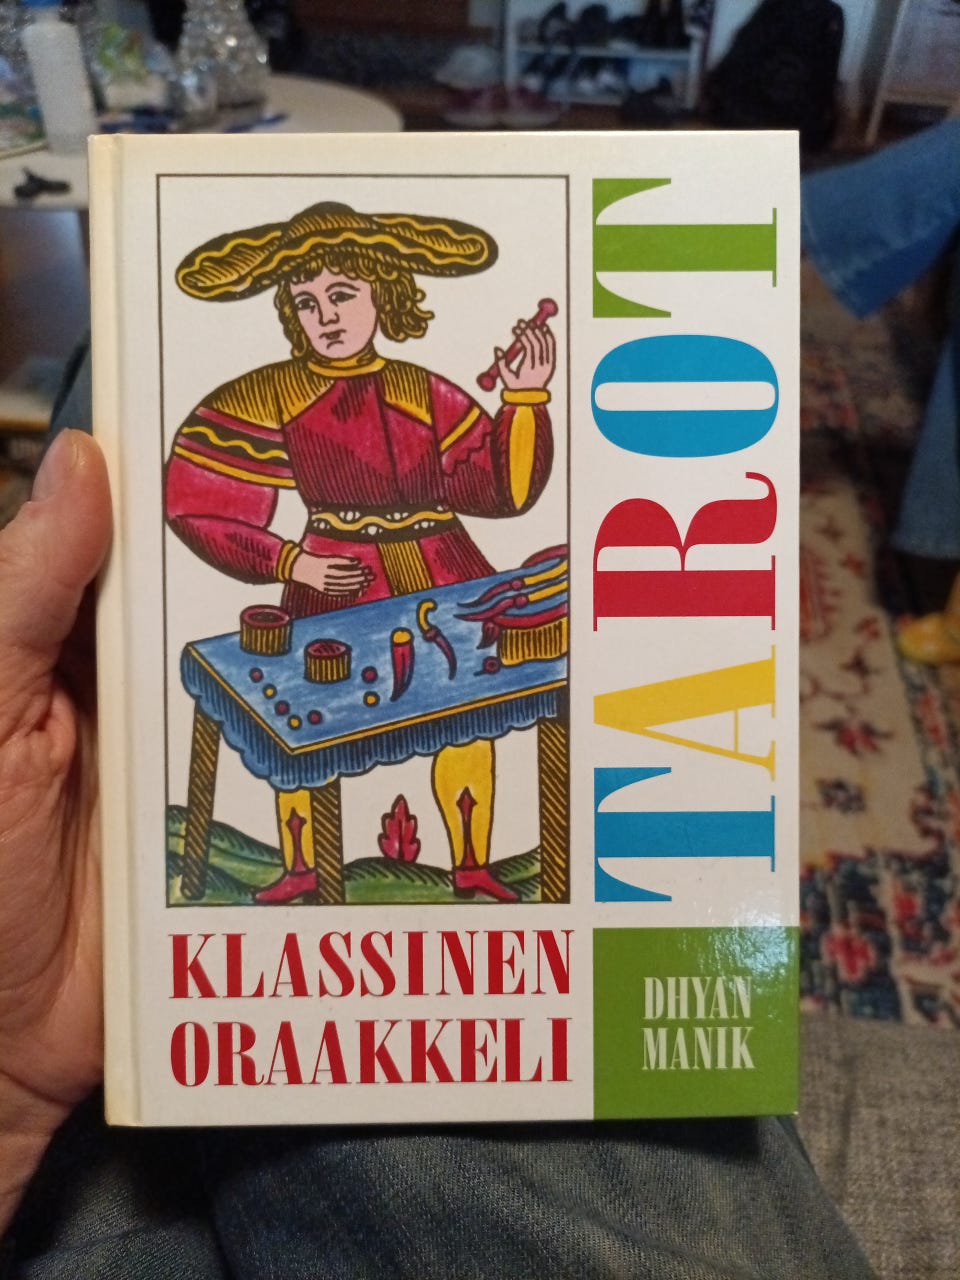 TAROT
KLASSINEN
ORAAKKELI
DHYAN
MANIK